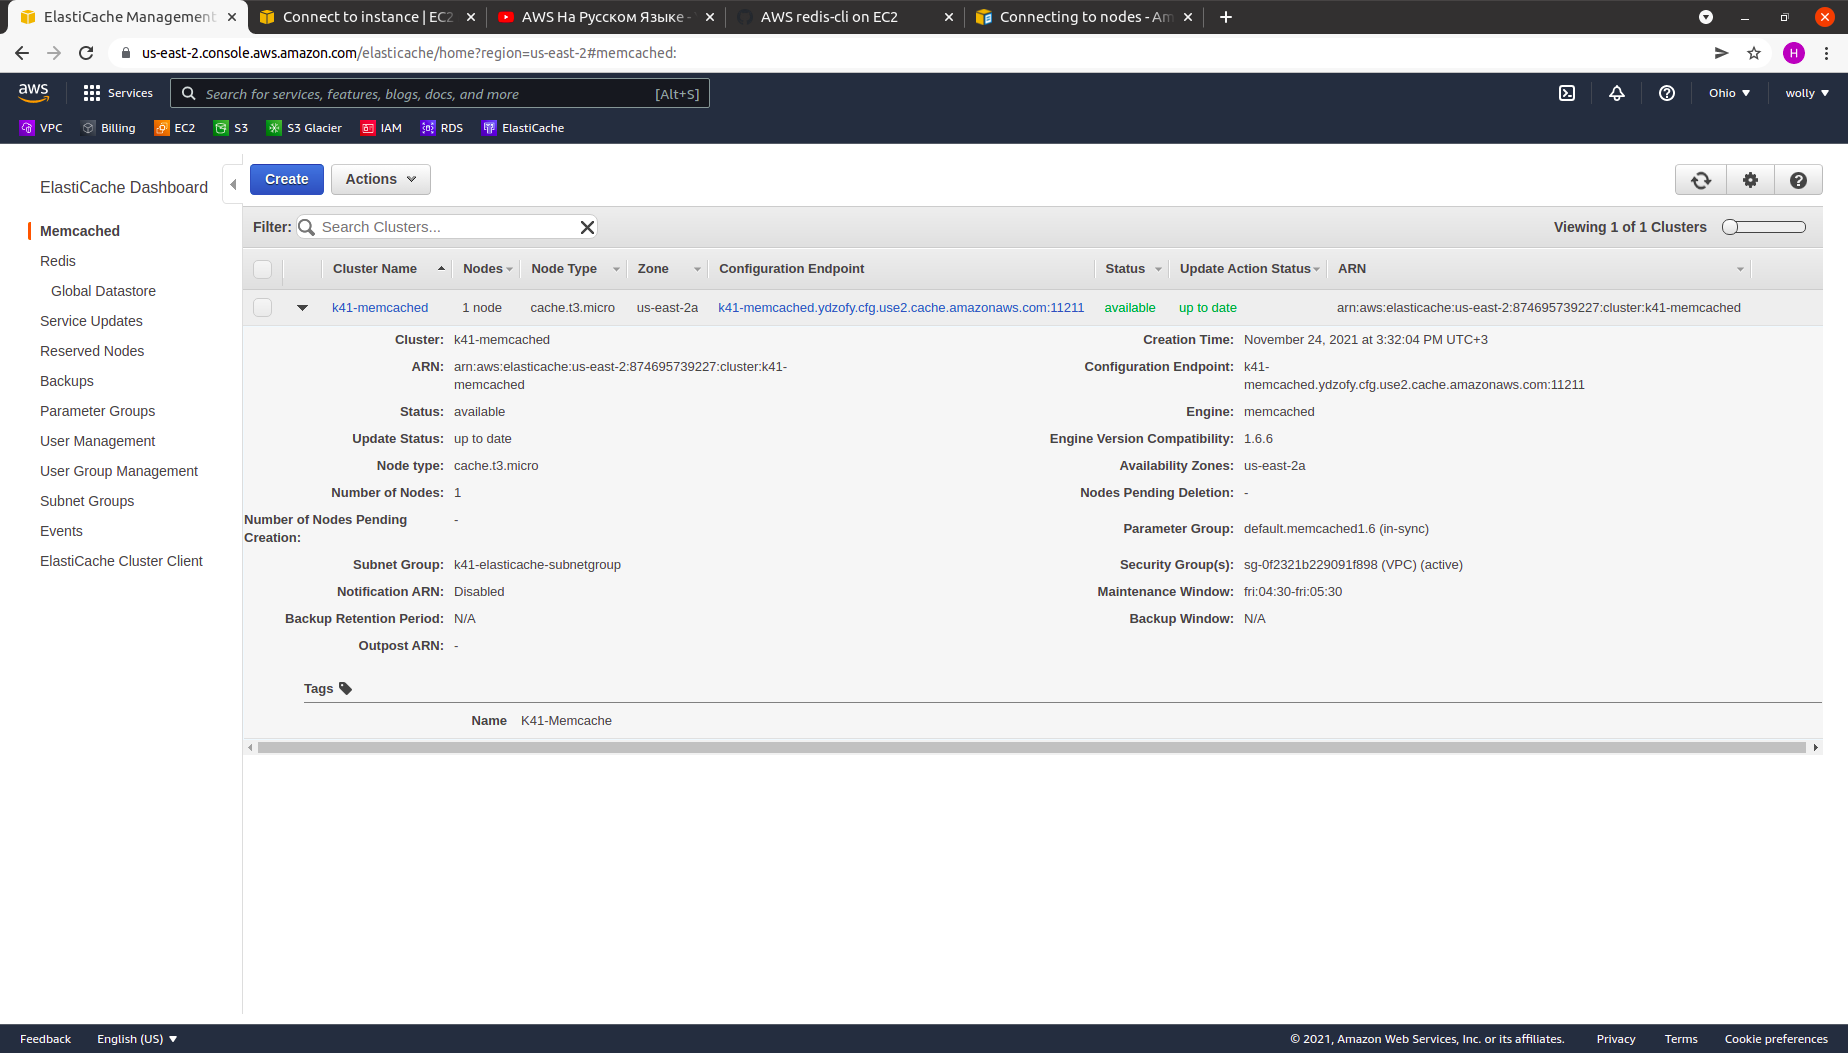 ElastiCache Management
Connect to instance | EC2
AWS На Русском Языке -
AWS redis-cli on EC2
Connecting to nodes - Am
us-east-2.console.aws.amazon.com/elasticache/home?region=us-east-2#memcached:
H
aws
Services
Search for services, features, blogs, docs, and more
[Alt+S]
Ohio
wolly
VPC
Billing
EC2
S3
S3 Glacier
IAM
RDS
ElastiCache
ElastiCache Dashboard
Memcached
Redis
Global Datastore
Service Updates
Reserved Nodes
Backups
Parameter Groups
User Management
User Group Management
Subnet Groups
Events
ElastiCache Cluster Client
Create
Actions
Filter:
Search Clusters...
Viewing 1 of 1 Clusters
Cluster Name
Nodes
Node Type
Zone
Configuration Endpoint
Status
Update Action Status
ARN
k41-memcached
1 node
cache.t3.micro
us-east-2a
k41-memcached.ydzofy.cfg.use2.cache.amazonaws.com:11211
available
up to date
arn:aws:elasticache:us-east-2:874695739227:cluster:k41-memcached
Cluster: k41-memcached
Creation Time: November 24, 2021 at 3:32:04 PM UTC+3
ARN: arn:aws:elasticache:us-east-2:874695739227:cluster:k41-
memcached
Configuration Endpoint: k41-
memcached.ydzofy.cfg.use2.cache.amazonaws.com:11211
Status: available
Engine: memcached
Update Status: up to date
Engine Version Compatibility: 1.6.6
Node type: cache.t3.micro
Availability Zones: us-east-2a
Number of Nodes: 1
Nodes Pending Deletion: -
Number of Nodes Pending
Creation: -
Parameter Group: default.memcached1.6 (in-sync)
Subnet Group: k41-elasticache-subnetgroup
Security Group(s): sg-0f2321b229091f898 (VPC) (active)
Notification ARN: Disabled
Maintenance Window: fri:04:30-fri:05:30
Backup Retention Period: N/A
Backup Window: N/A
Outpost ARN: -
Tags
Name K41-Memcache
Feedback
English (US)
© 2021, Amazon Web Services, Inc. or its affiliates.
Privacy
Terms
Cookie preferences